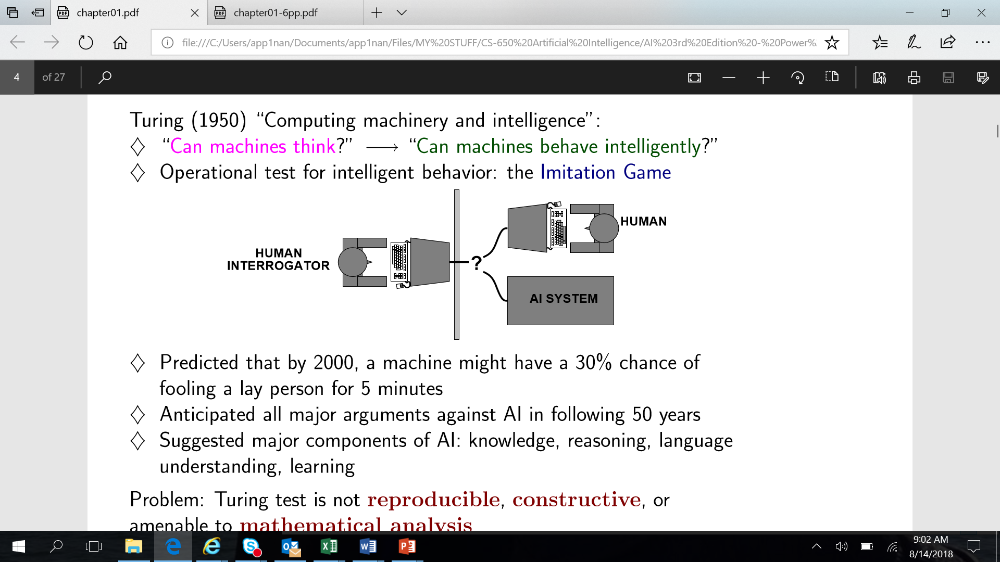 chapter01.pdf
chapter01-6pp.pdf
file:///C:/Users/app1nan/Documents/app1nan/Files/MY%20STUFF/CS-650%20Artificial%20Intelligence/AI%203rd%20Edition%20-%20Power%
4 of 27
Turing (1950) “Computing machinery and intelligence”:
♢ “Can machines think?” ⟶ “Can machines behave intelligently?”
♢ Operational test for intelligent behavior: the Imitation Game
HUMAN
HUMAN
INTERROGATOR
?
AI SYSTEM
♢ Predicted that by 2000, a machine might have a 30% chance of
fooling a lay person for 5 minutes
♢ Anticipated all major arguments against AI in following 50 years
♢ Suggested major components of AI: knowledge, reasoning, language
understanding, learning
Problem: Turing test is not reproducible, constructive, or
amenable to mathematical analysis
9:02 AM
8/14/2018